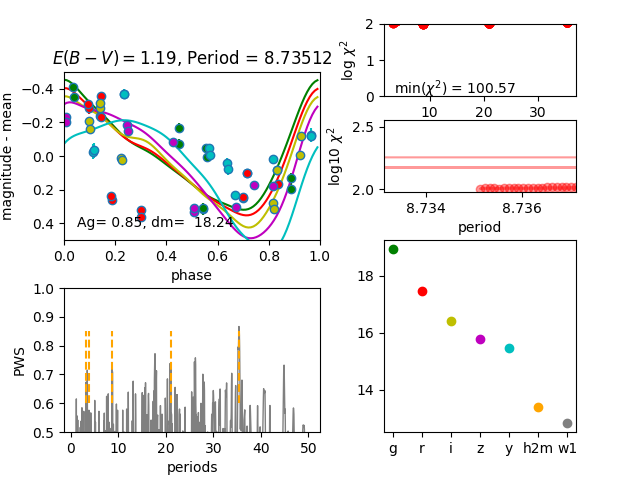 E(B − V) = 1.19, Period = 8.73512
magnitude - mean
−0.4
−0.2
0.0
0.2
0.4
Ag= 0.85, dm= 18.24
0.0 0.2 0.4 0.6 0.8 1.0
phase
log χ²
2
1
0
min(χ²) = 100.57
10 20 30
log10 χ²
2.5
2.0
8.734 8.736
period
PWS
1.0
0.9
0.8
0.7
0.6
0.5
0 10 20 30 40 50
periods
18
16
14
g r i z y h2m w1